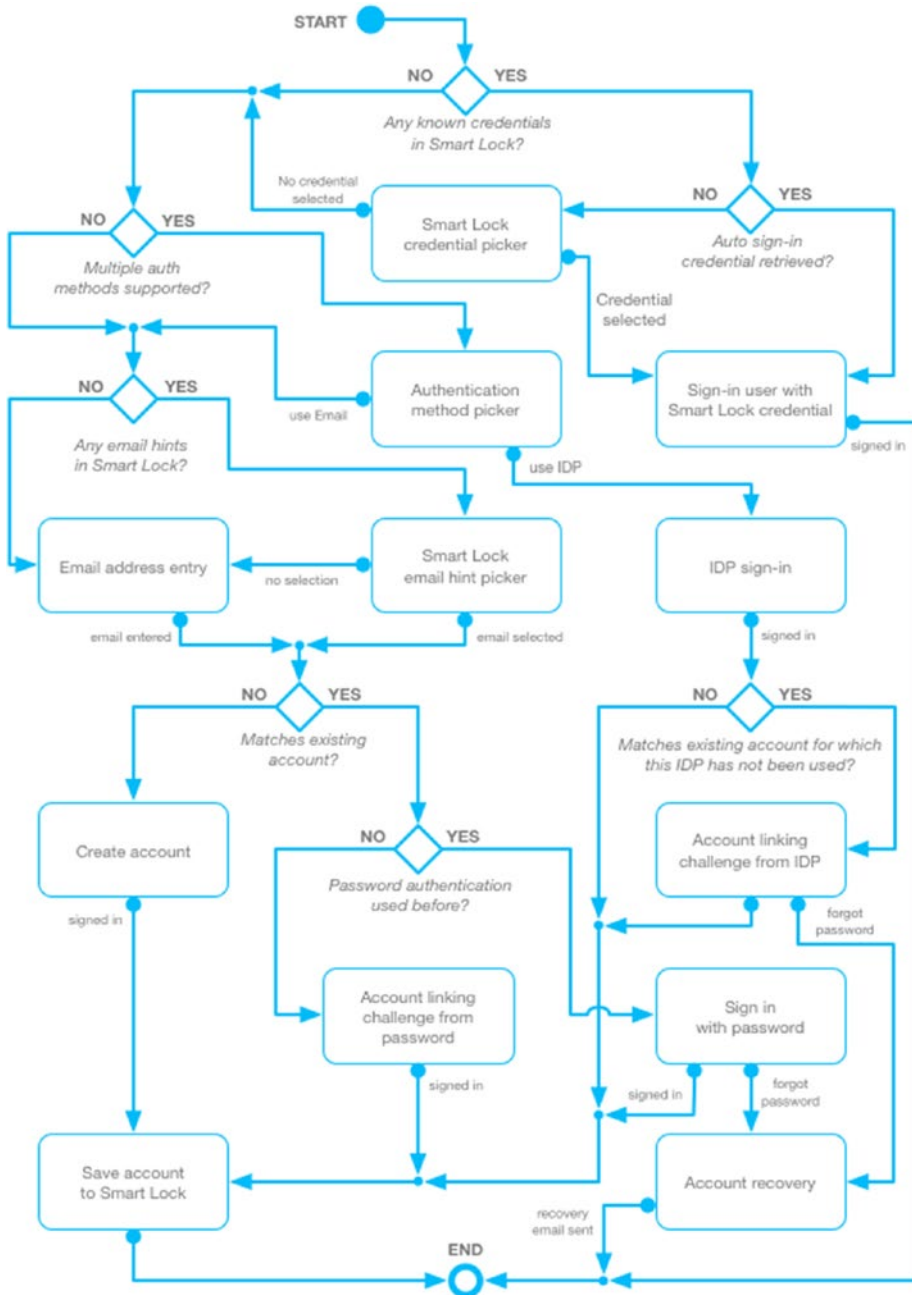 START
NO
YES
Any known credentials
in Smart Lock?
No credential
selected
Smart Lock
credential picker
NO
YES
Auto sign-in
credential retrieved?
NO
YES
Multiple auth
methods supported?
Credential
selected
Authentication
method picker
use Email
Sign-in user with
Smart Lock credential
signed in
NO
YES
Any email hints
in Smart Lock?
use IDP
Email address entry
no selection
Smart Lock
email hint picker
IDP sign-in
email entered
email selected
signed in
NO
YES
Matches existing
account?
NO
YES
Matches existing account for which
this IDP has not been used?
Create account
signed in
NO
YES
Password authentication
used before?
Account linking
challenge from IDP
forgot
password
Account linking
challenge from
password
signed in
Sign in
with password
signed in
forgot
password
Save account
to Smart Lock
Account recovery
recovery
email sent
END